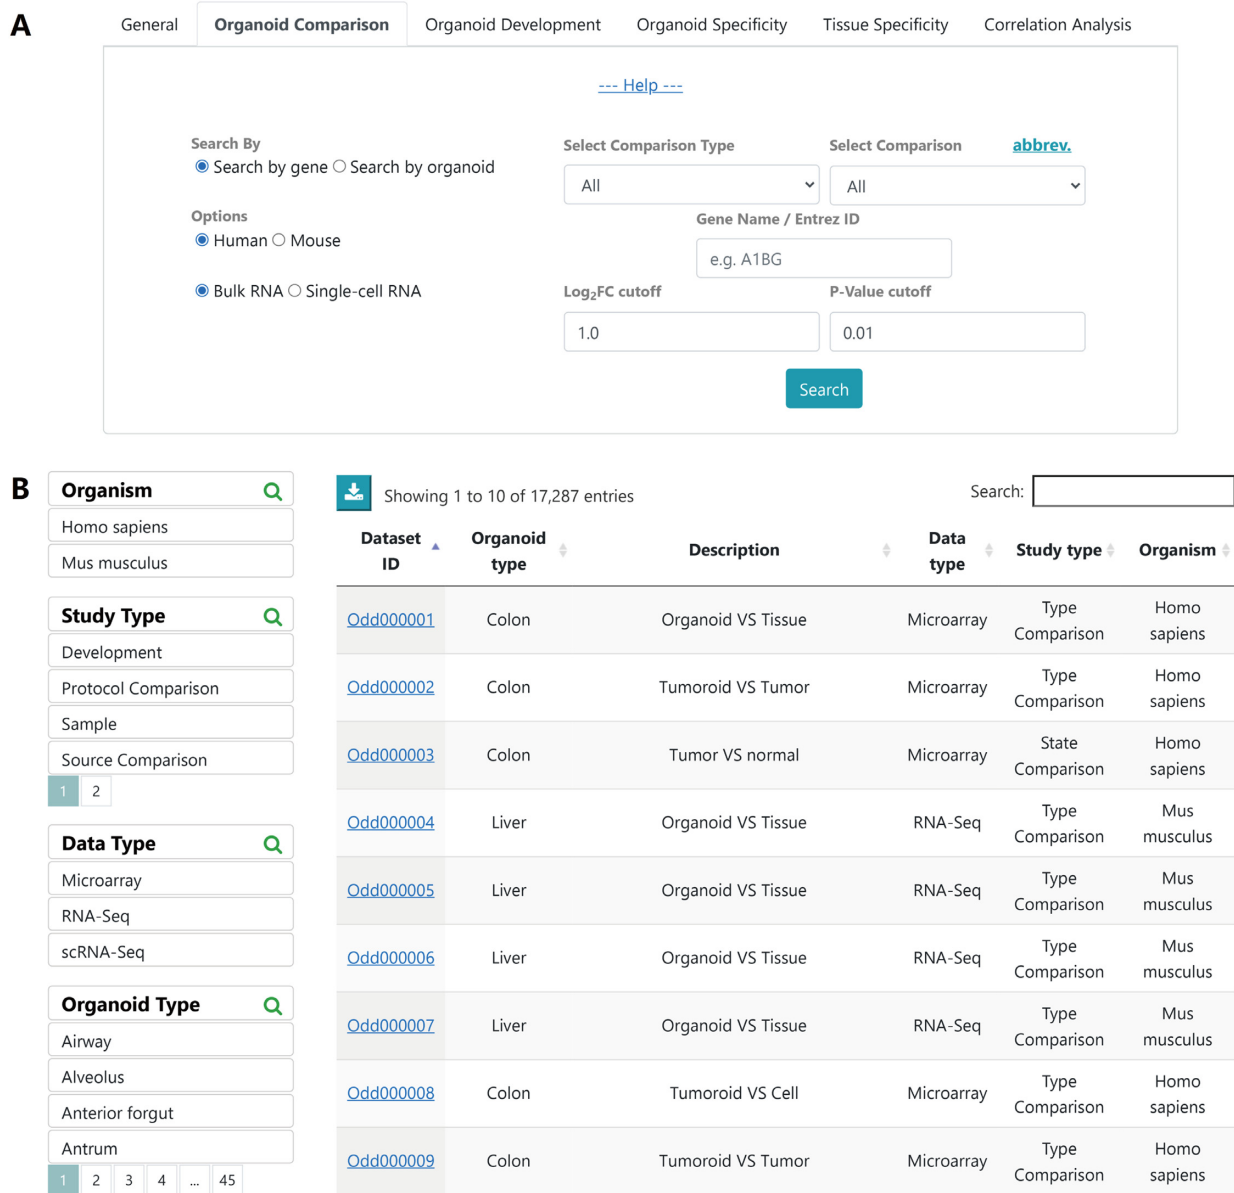 A
General Organoid Comparison Organoid Development Organoid Specificity Tissue Specificity Correlation Analysis
--- Help ---
Search By
Search by gene Search by organoid
Options
Human Mouse
Bulk RNA Single-cell RNA
Select Comparison Type Select Comparison abbrev.
All All
Gene Name / Entrez ID
e.g. A1BG
Log₂FC cutoff P-Value cutoff
1.0 0.01
Search
B
Organism
Homo sapiens
Mus musculus
Study Type
Development
Protocol Comparison
Sample
Source Comparison
1 2
Data Type
Microarray
RNA-Seq
scRNA-Seq
Organoid Type
Airway
Alveolus
Anterior forgut
Antrum
1 2 3 4 ... 45
Showing 1 to 10 of 17,287 entries Search:
Dataset ID Organoid type Description Data type Study type Organism
Odd000001 Colon Organoid VS Tissue Microarray Type Comparison Homo sapiens
Odd000002 Colon Tumoroid VS Tumor Microarray Type Comparison Homo sapiens
Odd000003 Colon Tumor VS normal Microarray State Comparison Homo sapiens
Odd000004 Liver Organoid VS Tissue RNA-Seq Type Comparison Mus musculus
Odd000005 Liver Organoid VS Tissue RNA-Seq Type Comparison Mus musculus
Odd000006 Liver Organoid VS Tissue RNA-Seq Type Comparison Mus musculus
Odd000007 Liver Organoid VS Tissue RNA-Seq Type Comparison Mus musculus
Odd000008 Colon Tumoroid VS Cell Microarray Type Comparison Homo sapiens
Odd000009 Colon Tumoroid VS Tumor Microarray Type Comparison Homo sapiens